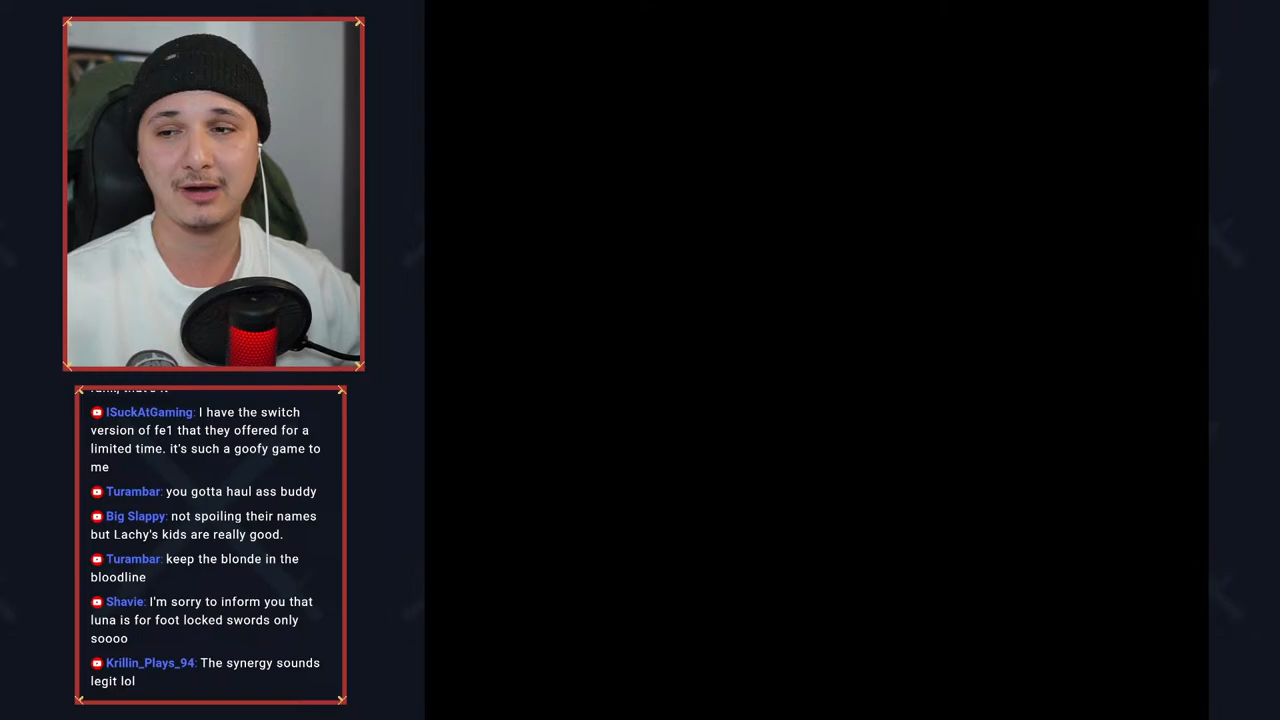 ISuckAtGaming: I have the switch
version of fe1 that they offered for a
limited time. it's such a goofy game to
me
Turambar: you gotta haul ass buddy
Big Slappy: not spoiling their names
but Lachy's kids are really good.
Turambar: keep the blonde in the
bloodline
Shavie: I'm sorry to inform you that
luna is for foot locked swords only
soooo
Krillin_Plays_94: The synergy sounds
legit lol